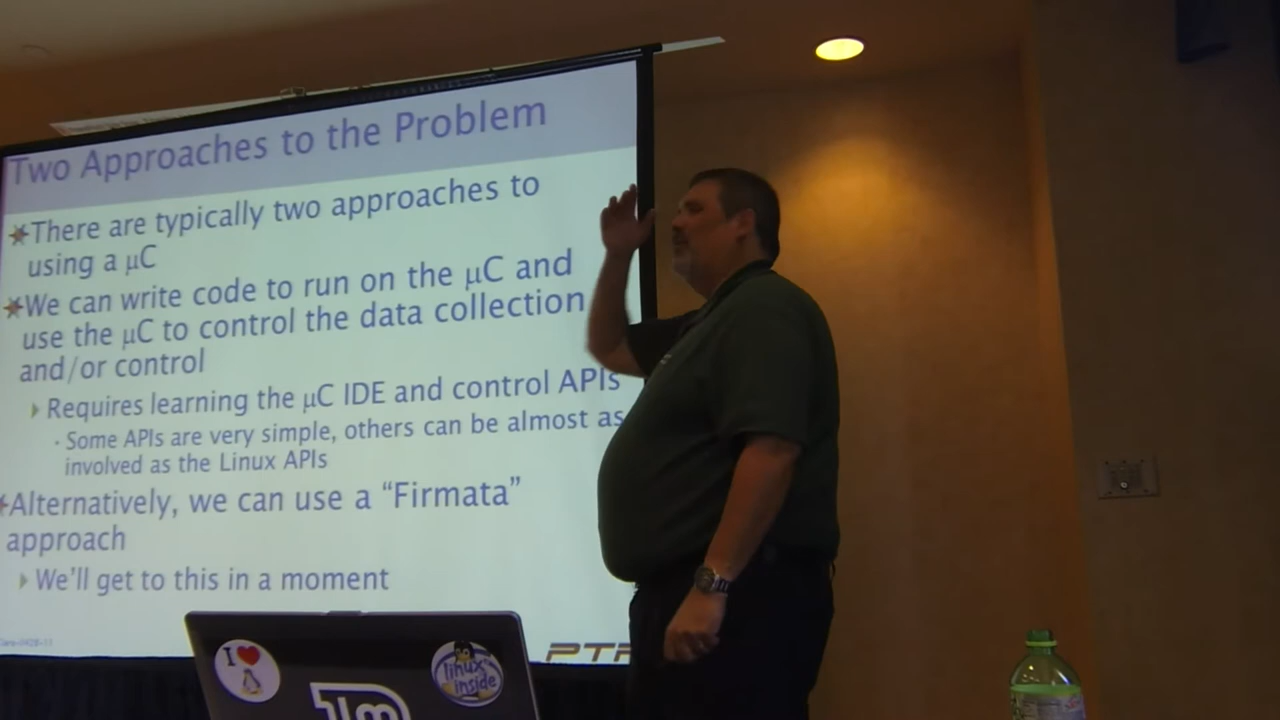 Two Approaches to the Problem
There are typically two approaches to
using a µC
We can write code to run on the µC and
use the µC to control the data collection
and/or control
Requires learning the µC IDE and control APIs
Some APIs are very simple, others can be almost as
involved as the Linux APIs
Alternatively, we can use a “Firmata”
approach
We'll get to this in a moment
PTR
I
linux
inside